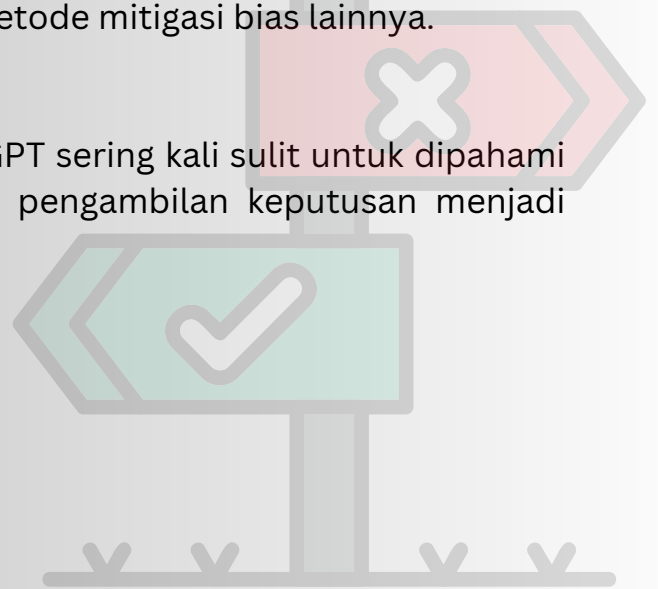 etode mitigasi bias lainnya.
GPT sering kali sulit untuk dipahami
pengambilan keputusan menjadi